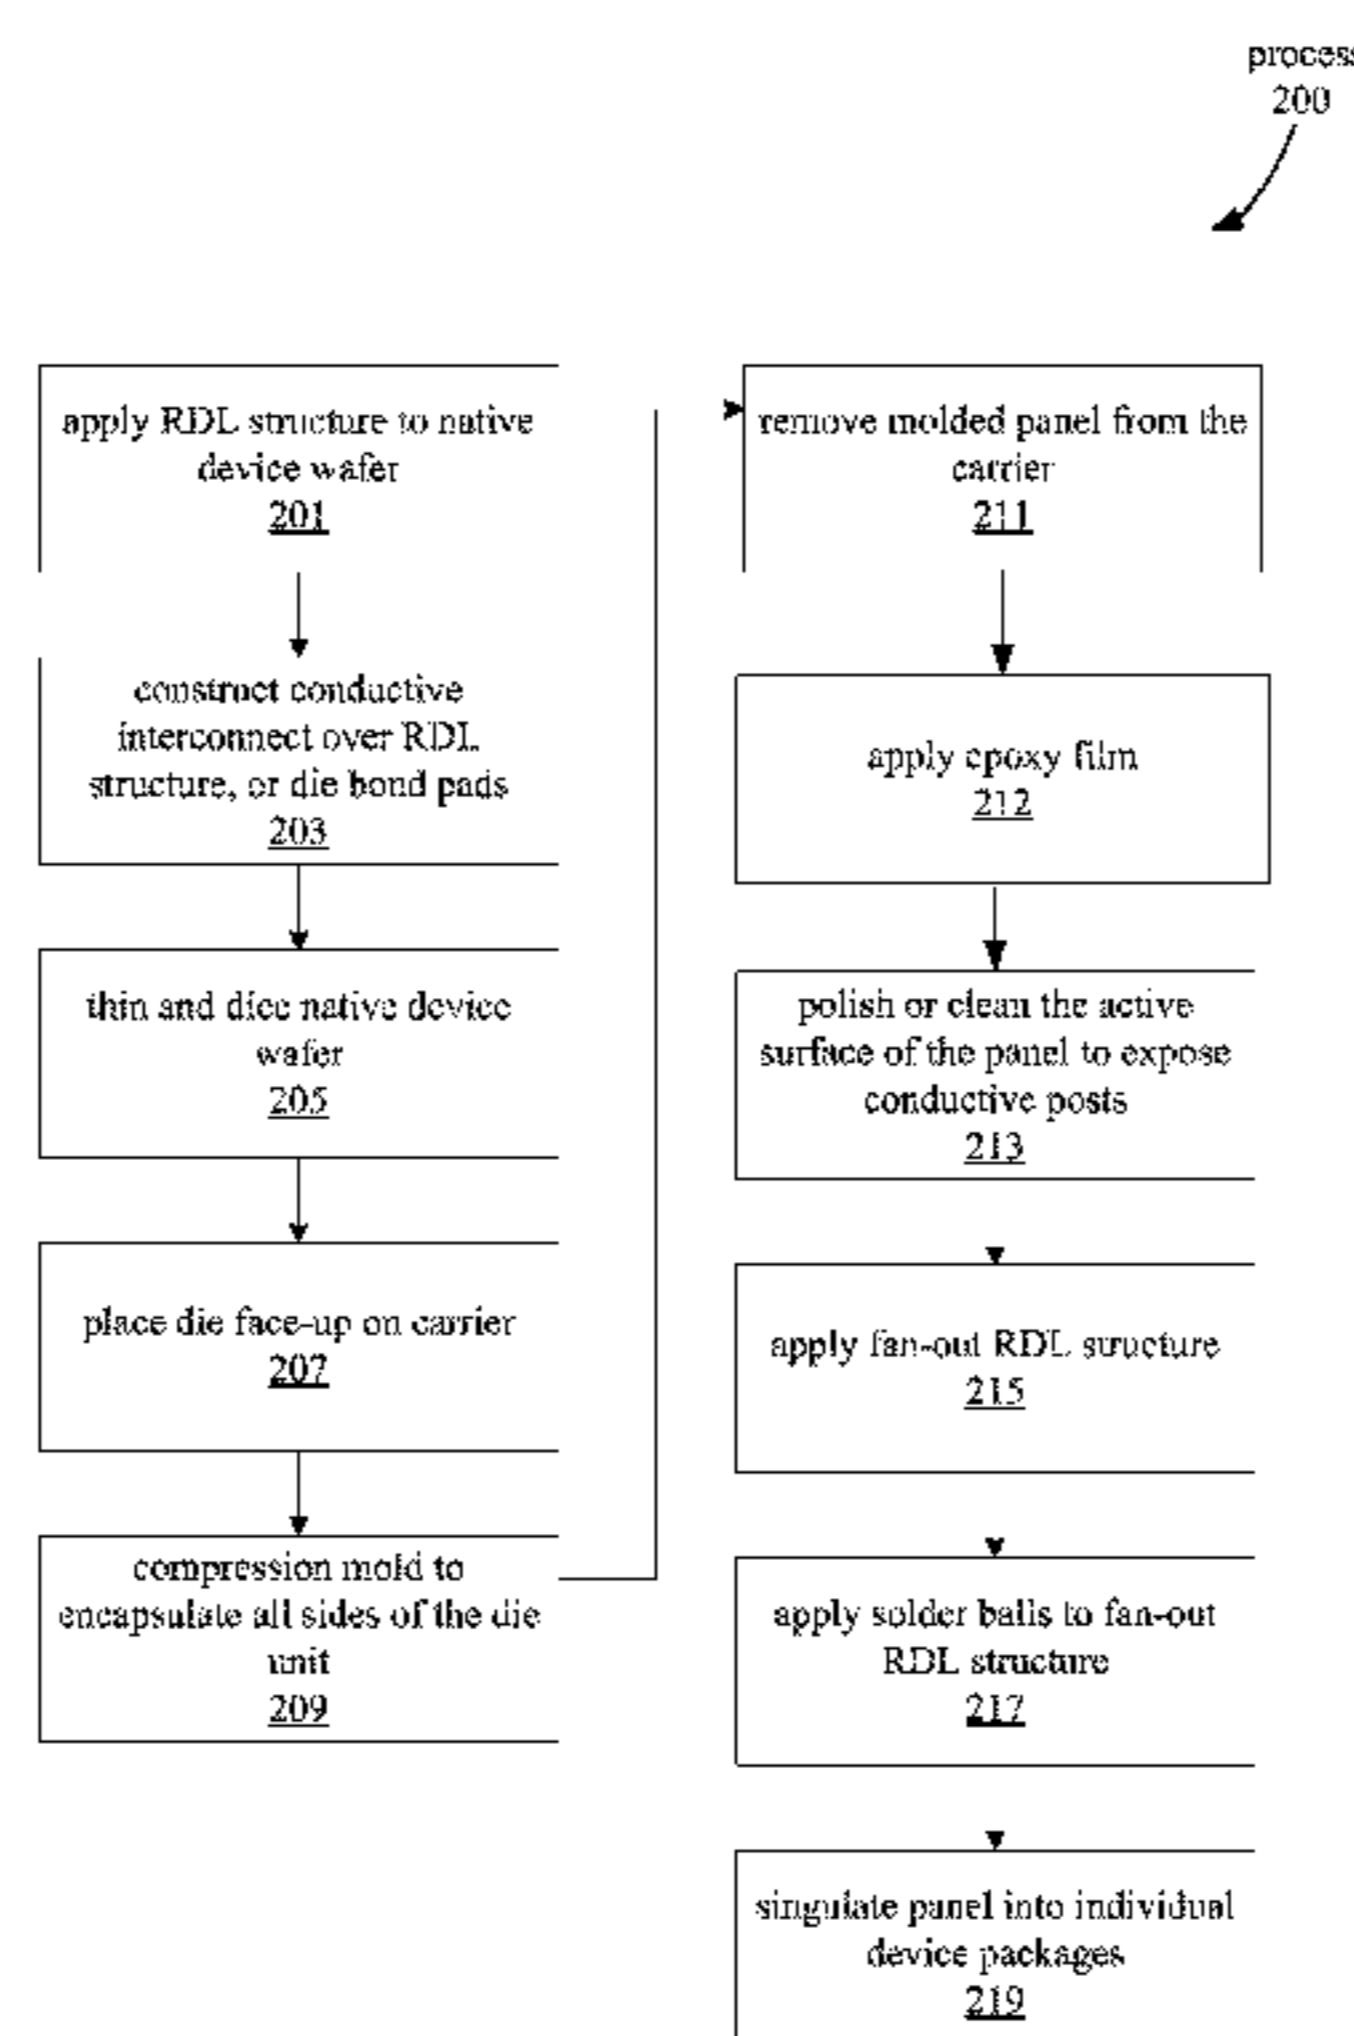 process
200
apply RDL structure to native
device wafer
201
construct conductive
interconnect over RDL
structure, or die bond pads
203
thin and dice native device
wafer
205
place die face-up on carrier
207
compression mold to
encapsulate all sides of the die
unit
209
remove molded panel from the
carrier
211
apply epoxy film
212
polish or clean the active
surface of the panel to expose
conductive posts
213
apply fan-out RDL structure
215
apply solder balls to fan-out
RDL structure
217
singulate panel into individual
device packages
219